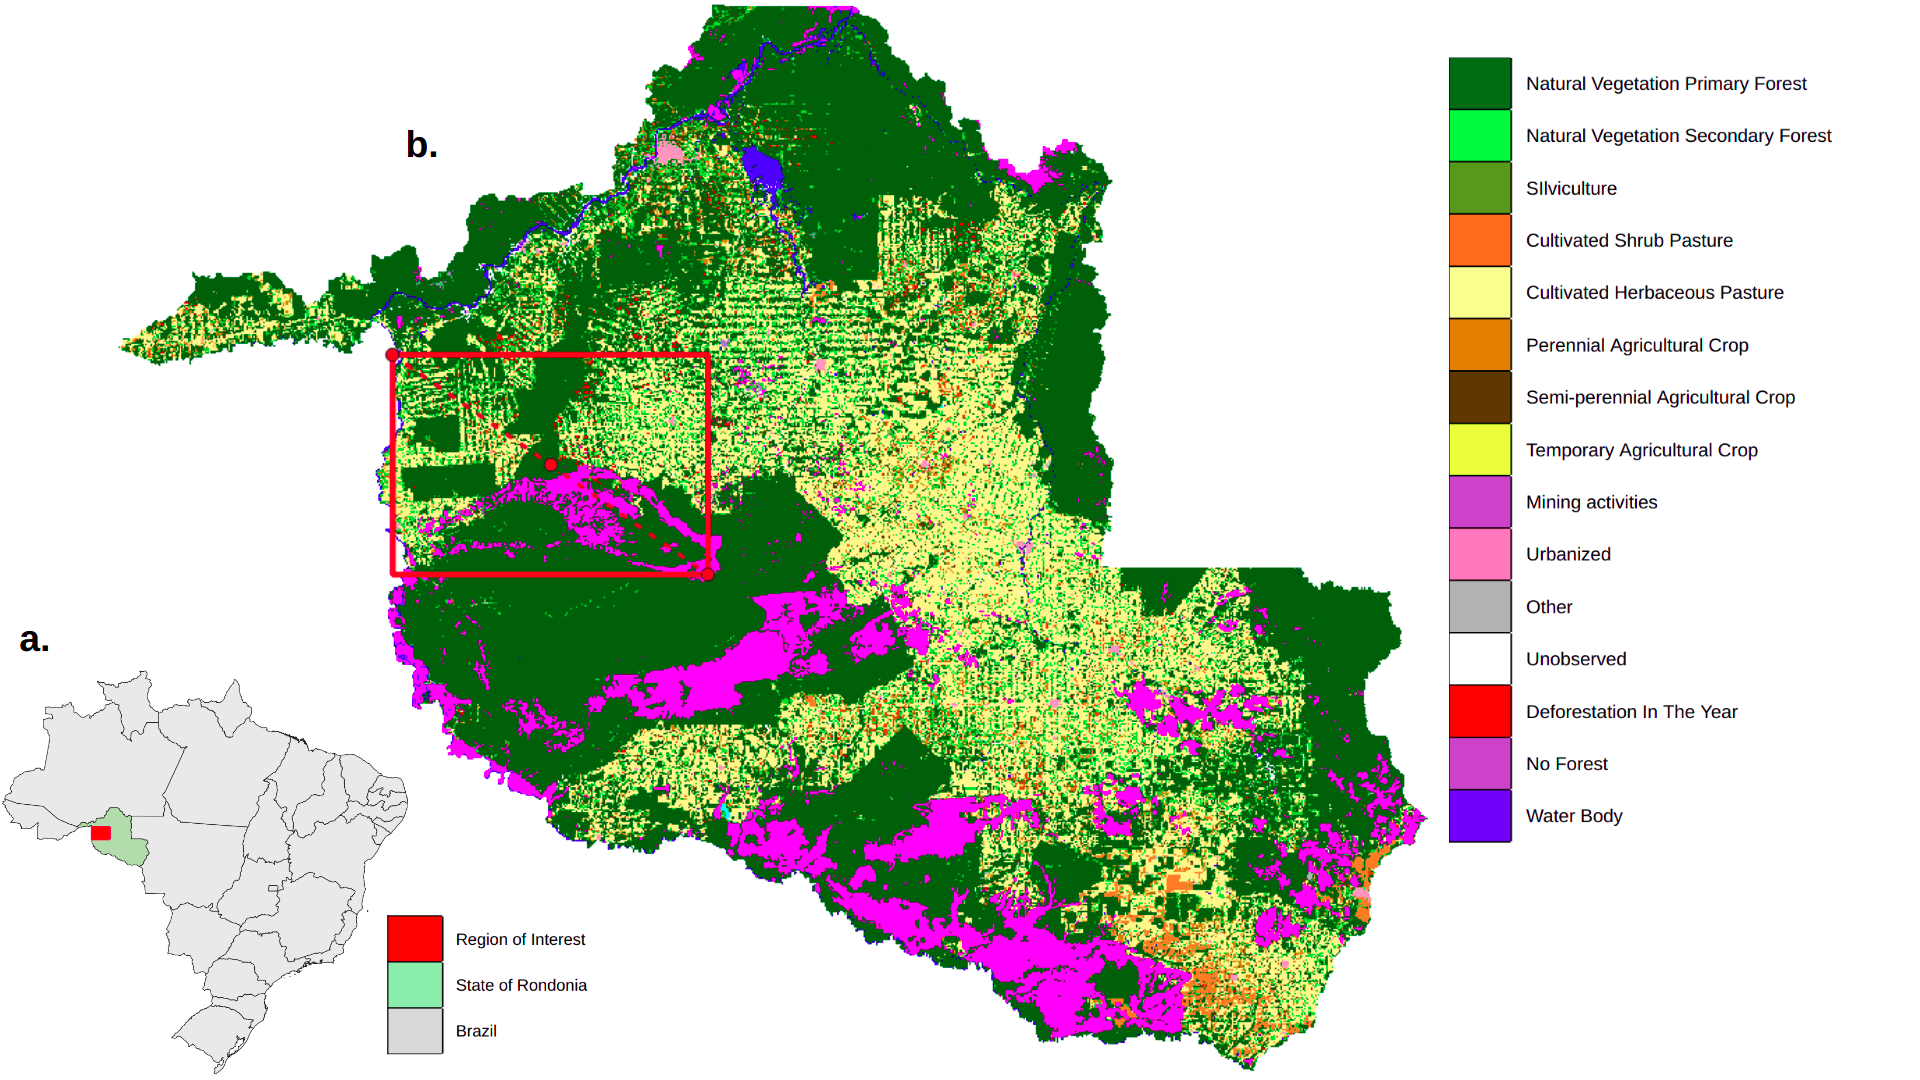 b.
a.
Region of Interest
State of Rondonia
Brazil
Natural Vegetation Primary Forest
Natural Vegetation Secondary Forest
SIlviculture
Cultivated Shrub Pasture
Cultivated Herbaceous Pasture
Perennial Agricultural Crop
Semi-perennial Agricultural Crop
Temporary Agricultural Crop
Mining activities
Urbanized
Other
Unobserved
Deforestation In The Year
No Forest
Water Body